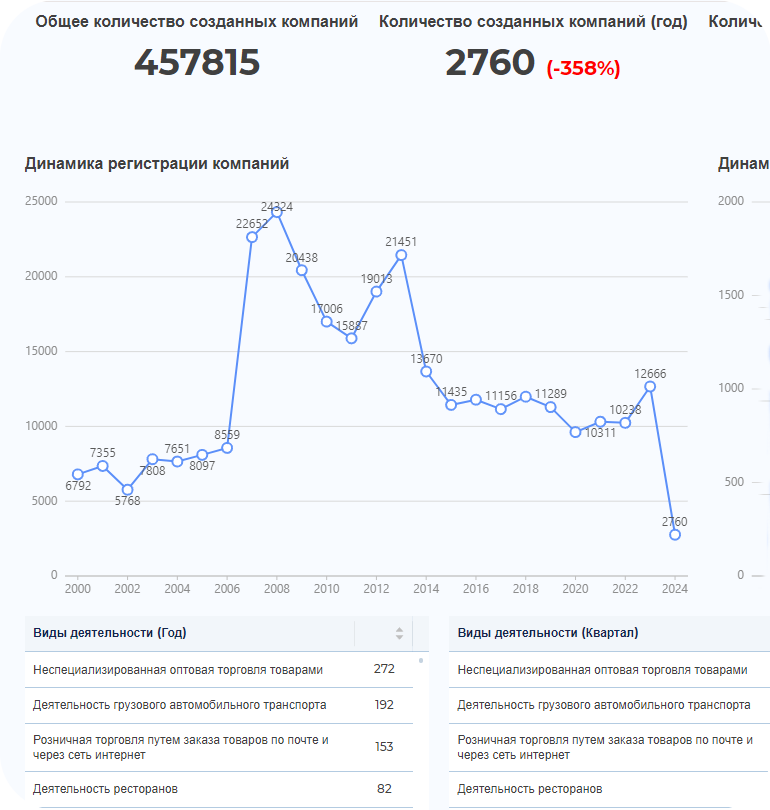 Общее количество созданных компаний
Количество созданных компаний (год)
457815
2760 (-358%)
Динамика регистрации компаний
25000
20000
15000
10000
5000
0
6792
7355
5768
7808
7651
8097
8559
22652
24324
20438
17006
15887
19013
21451
13670
11435
11156
11289
10311
10238
12666
2760
2000 2002 2004 2006 2008 2010 2012 2014 2016 2018 2020 2022 2024
2000
1500
1000
500
0
Виды деятельности (Год)
Неспециализированная оптовая торговля товарами 272
Деятельность грузового автомобильного транспорта 192
Розничная торговля путем заказа товаров по почте и
через сеть интернет 153
Деятельность ресторанов 82
Виды деятельности (Квартал)
Неспециализированная оптовая торговля товарами
Деятельность грузового автомобильного транспорта
Розничная торговля путем заказа товаров по почте и
через сеть интернет
Деятельность ресторанов